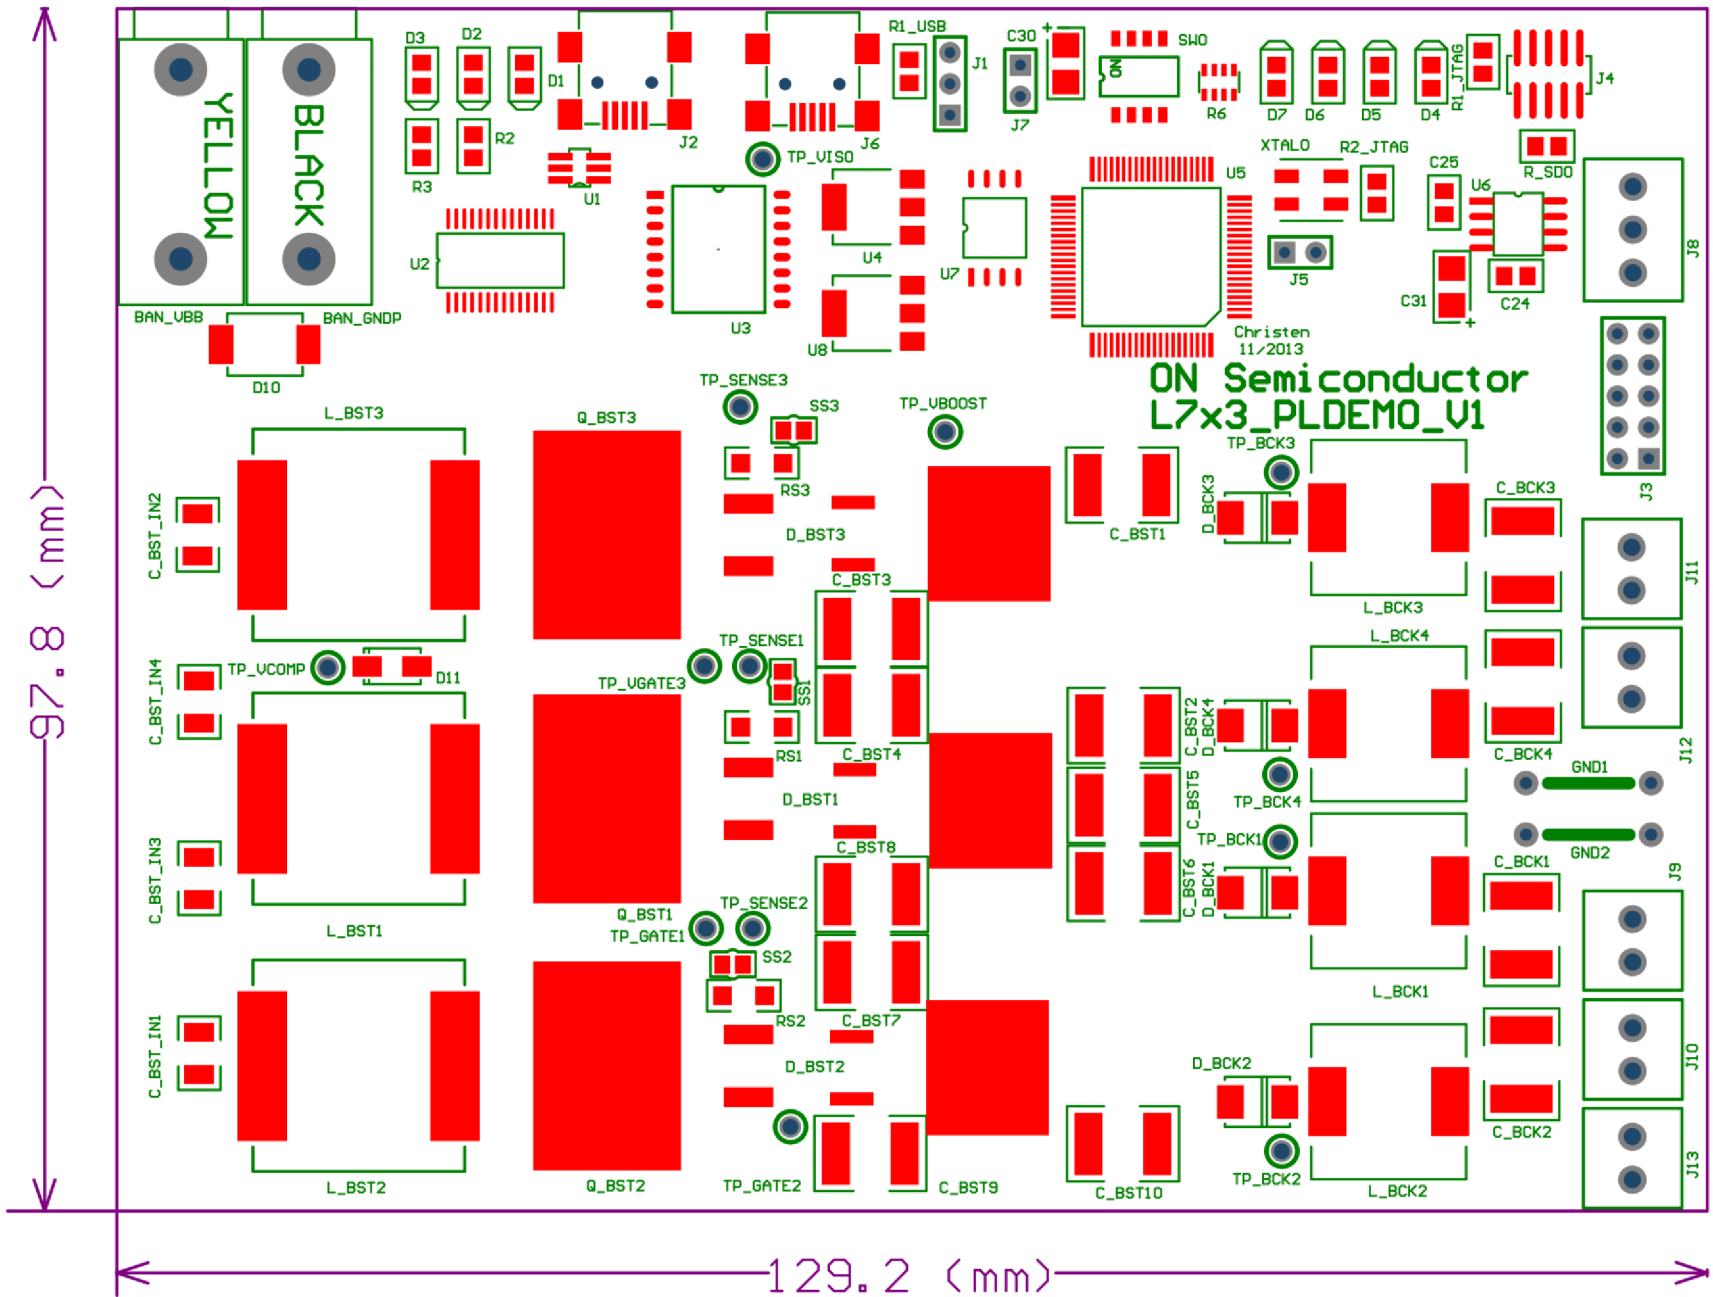 D3
D2
D1
J2
J6
R1_USB
J1
C30
+
J7
ON
SWO
R6
D7
D6
D5
D4
R1_JTAG
J4
YELLOW
BLACK
R3
R2
U1
TP_VISO
XTALO
R2_JTAG
C25
R_SDO
U6
U5
U2
U3
U4
U7
U8
J5
C31
+
C24
J8
BAN_VBB
BAN_GNDP
D10
Christen
11/2013
ON Semiconductor
L7x3_PLDEMO_V1
J3
TP_SENSE3
SS3
TP_VBOOST
L_BST3
Q_BST3
RS3
D_BST3
C_BST1
TP_BCK3
D_BCK3
C_BCK3
C_BST_IN2
C_BST3
L_BCK3
J11
97.8 (mm)
TP_VCOMP
D11
TP_SENSE1
TP_VGATE3
SS1
RS1
C_BST4
L_BCK4
C_BST_IN4
C_BST2
D_BCK4
C_BCK4
J12
GND1
D_BST1
C_BST5
TP_BCK4
TP_BCK1
GND2
C_BST_IN3
C_BST8
C_BST6
D_BCK1
C_BCK1
J9
L_BST1
Q_BST1
TP_GATE1
TP_SENSE2
SS2
RS2
C_BST7
L_BCK1
C_BST_IN1
D_BST2
D_BCK2
J10
C_BCK2
L_BST2
Q_BST2
TP_GATE2
C_BST9
C_BST10
TP_BCK2
L_BCK2
J13
129.2 (mm)